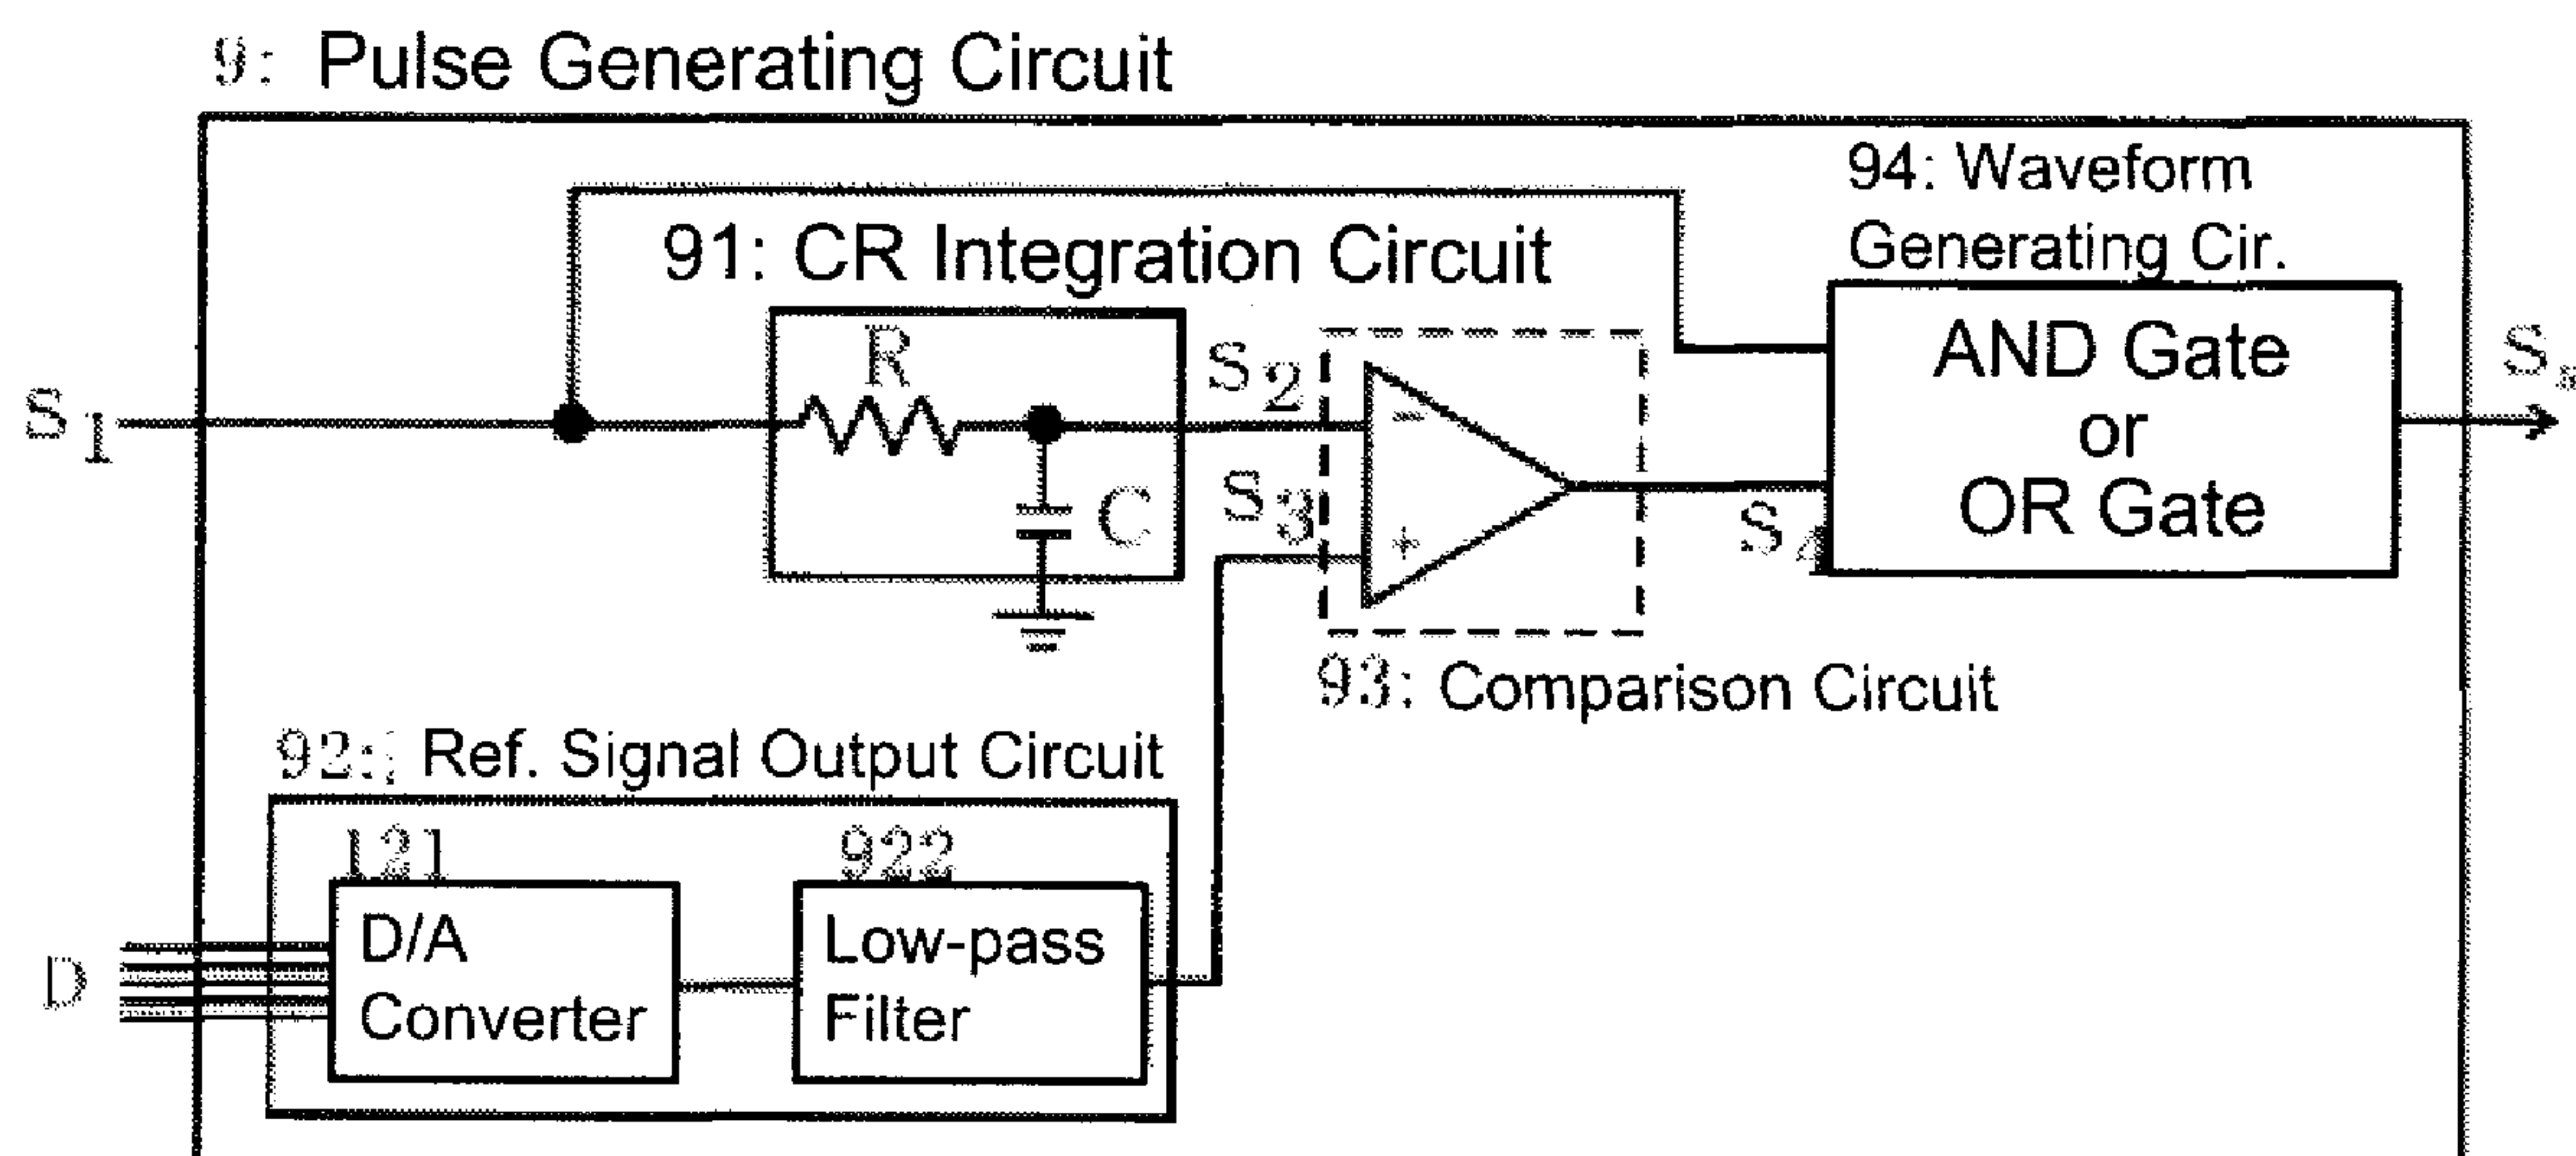 9: Pulse Generating Circuit
94: Waveform
Generating Cir.
91: CR Integration Circuit
R
S2
AND Gate
or
OR Gate
S1
S3
C
-
+
S4
93: Comparison Circuit
92: Ref. Signal Output Circuit
121
922
D/A
Converter
Low-pass
Filter
D